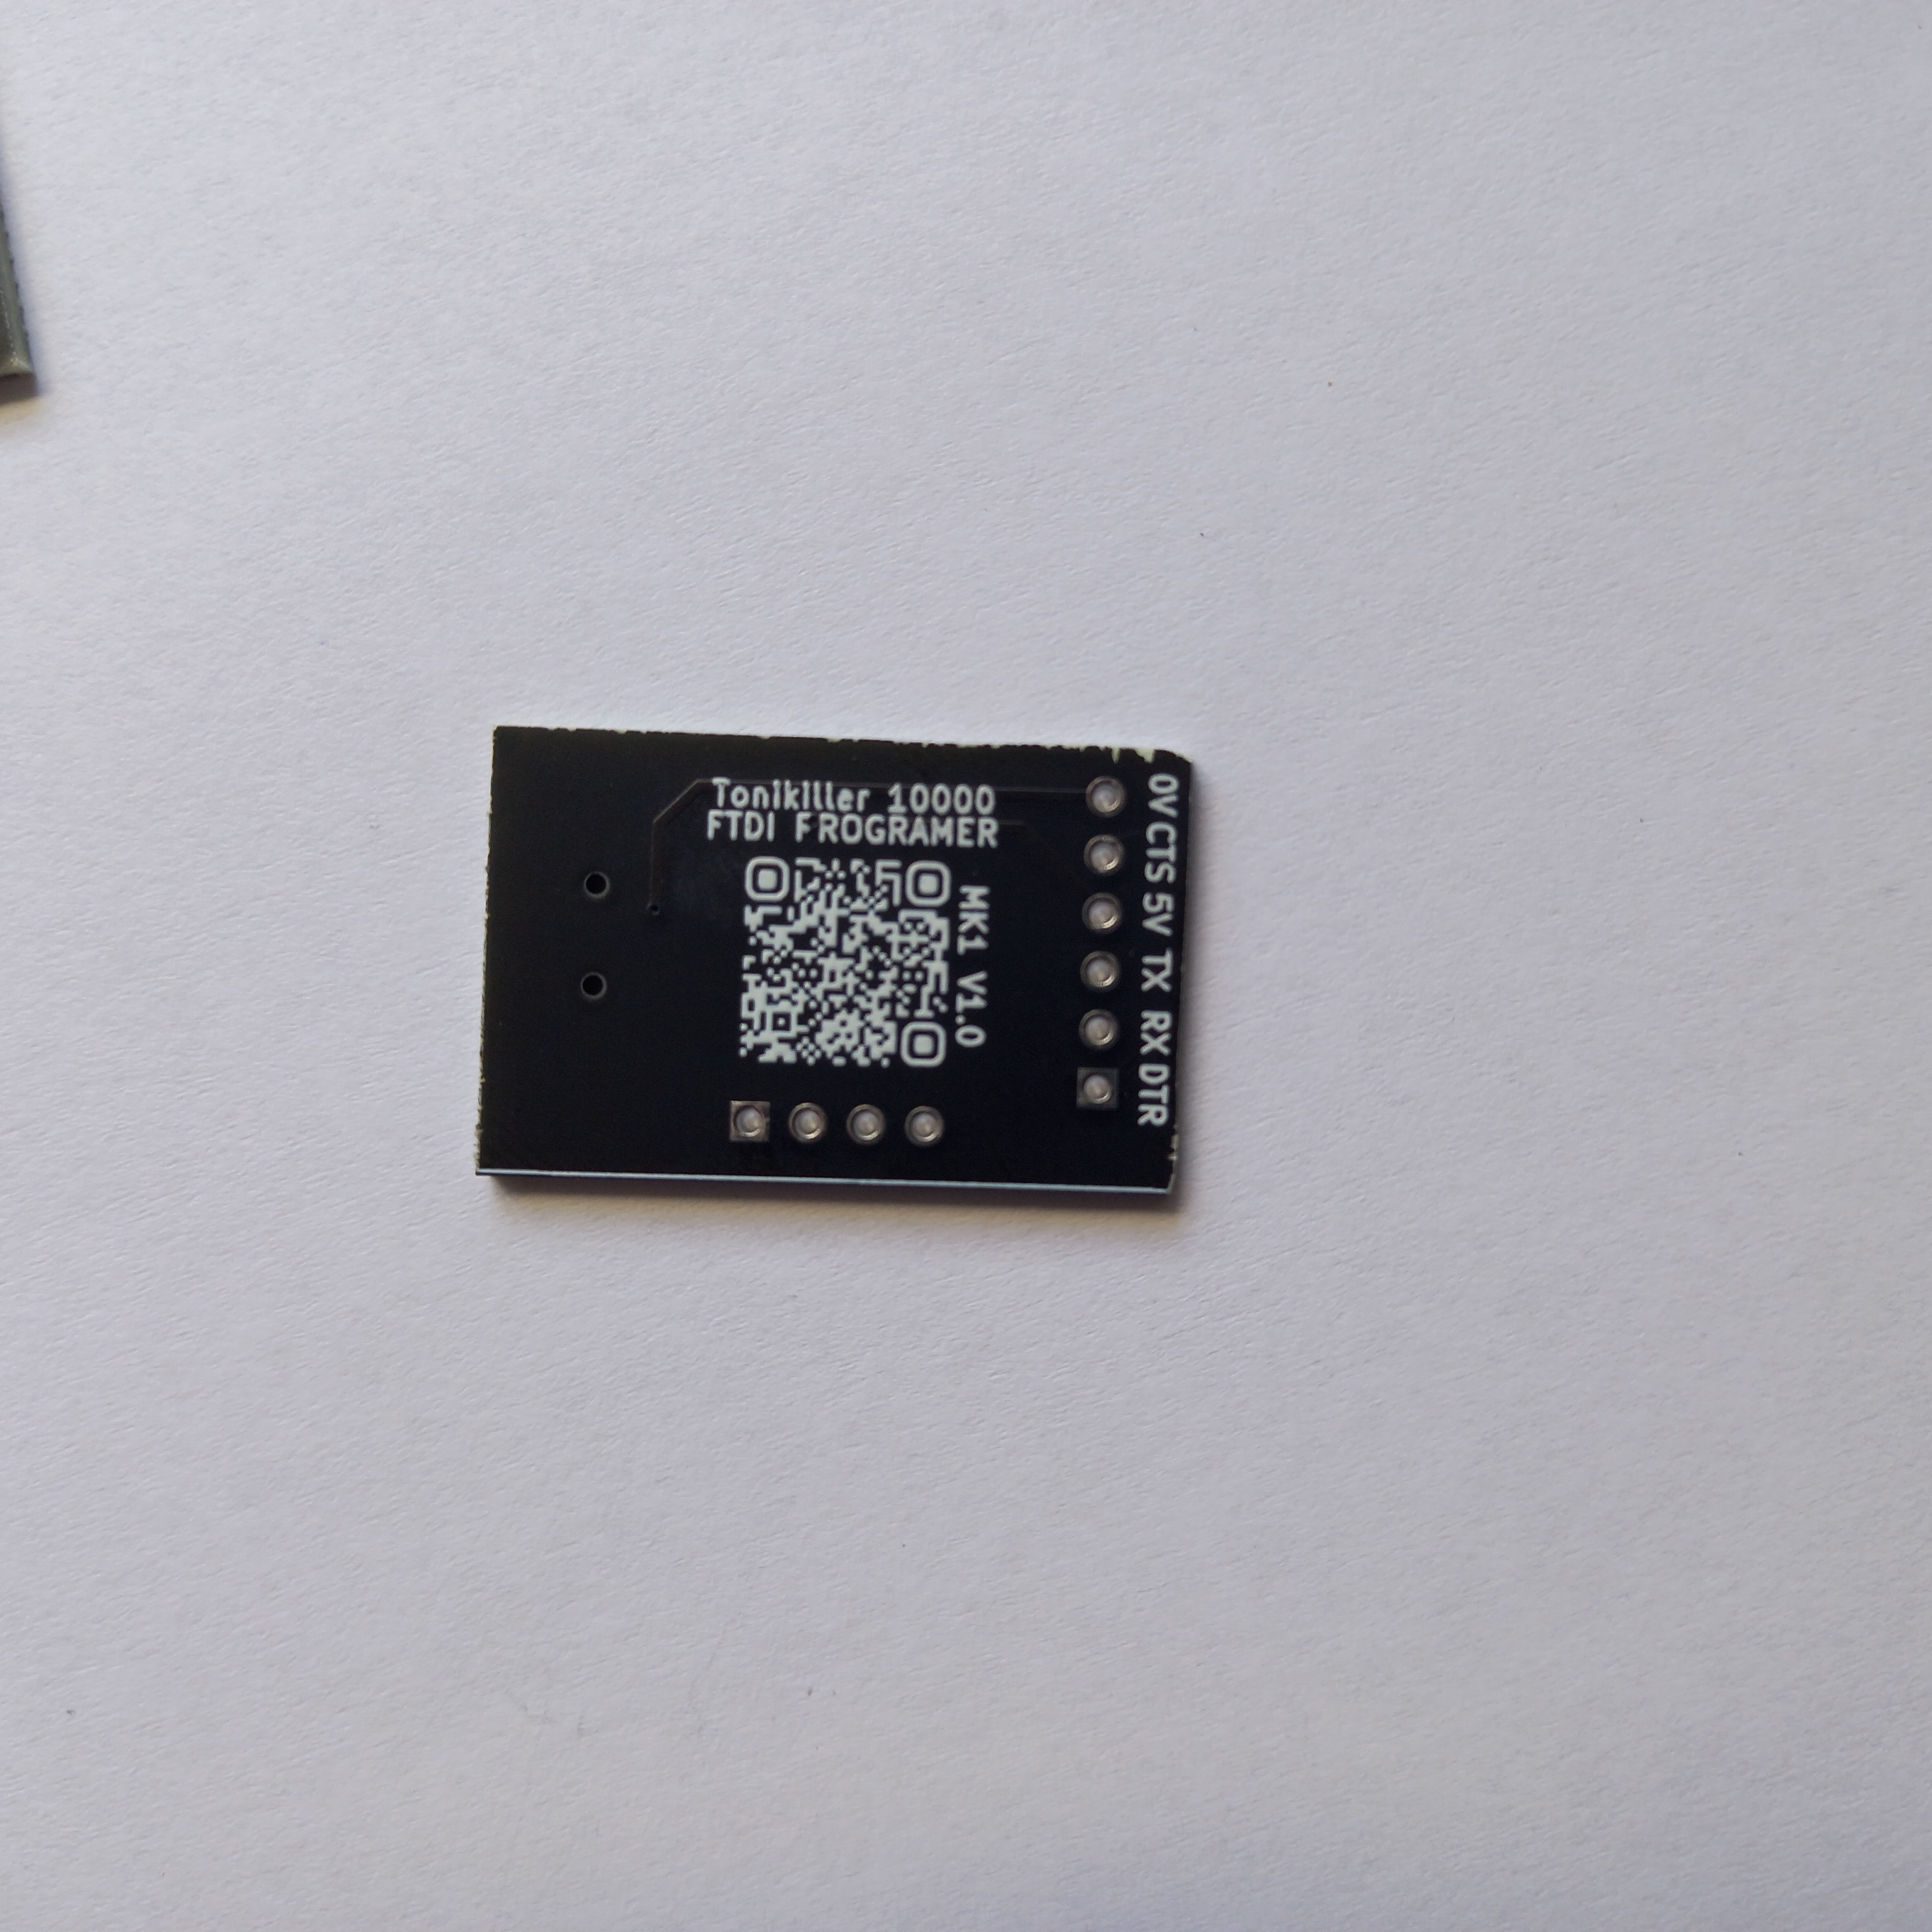 Tonikiller 10000
FTDI FROGRAMER
MK1 V1.0
0V CTS 5V TX RX DTR